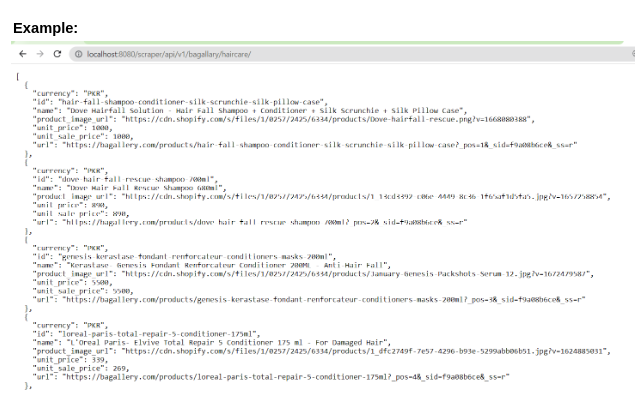 Example:
localhost:8080/scraper/api/v1/bagallary/haircare/
[
{
"currency": "PKR",
"id": "hair-fall-shampoo-conditioner-silk-scrunchie-silk-pillow-case",
"name": "Dove Hairfall Solution - Hair Fall Shampoo + Conditioner + Silk Scrunchie + Silk Pillow Case",
"product_image_url": "https://cdn.shopify.com/s/files/1/0257/2425/6334/products/Dove-hairfall-rescue.png?v=1668080388",
"unit_price": 1000,
"unit_sale_price": 1000,
"url": "https://bagallery.com/products/hair-fall-shampoo-conditioner-silk-scrunchie-silk-pillow-case?_pos=1&_sid=f9a08b6ce&_ss=r"
},
{
"currency": "PKR",
"id": "dove-hair-fall-rescue-shampoo-700ml",
"name": "Dove Hair Fall Rescue Shampoo 680ml",
"product_image_url": "https://cdn.shopify.com/s/files/1/0257/2425/6334/products/1_13cd3392-c06e-4449-8c36-1f65af1d5fa5.jpg?v=1657258854",
"unit_price": 890,
"unit_sale_price": 890,
"url": "https://bagallery.com/products/dove-hair-fall-rescue-shampoo-700ml?_pos=2&_sid=f9a08b6ce&_ss=r"
},
{
"currency": "PKR",
"id": "genesis-kerastase-fondant-renforcateur-conditioners-masks-200ml",
"name": "Kerastase- Genesis Fondant Renforcateur Conditioner 200ML - Anti Hair Fall",
"product_image_url": "https://cdn.shopify.com/s/files/1/0257/2425/6334/products/January-Genesis-Packshots-Serum-12.jpg?v=1672479587",
"unit_price": 5500,
"unit_sale_price": 5500,
"url": "https://bagallery.com/products/genesis-kerastase-fondant-renforcateur-conditioners-masks-200ml?_pos=3&_sid=f9a08b6ce&_ss=r"
},
{
"currency": "PKR",
"id": "loreal-paris-total-repair-5-conditioner-175ml",
"name": "L'Oreal Paris- Elvive Total Repair 5 Conditioner 175 ml - For Damaged Hair",
"product_image_url": "https://cdn.shopify.com/s/files/1/0257/2425/6334/products/1_dfc2749f-7e57-4296-b93e-5299abb06b51.jpg?v=1624885031",
"unit_price": 339,
"unit_sale_price": 269,
"url": "https://bagallery.com/products/loreal-paris-total-repair-5-conditioner-175ml?_pos=4&_sid=f9a08b6ce&_ss=r"
},